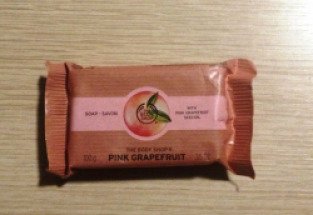 SOAP - SAVON
WITH
PINK GRAPEFRUIT
SEED OIL
THE BODY SHOP®
100 g PINK GRAPEFRUIT